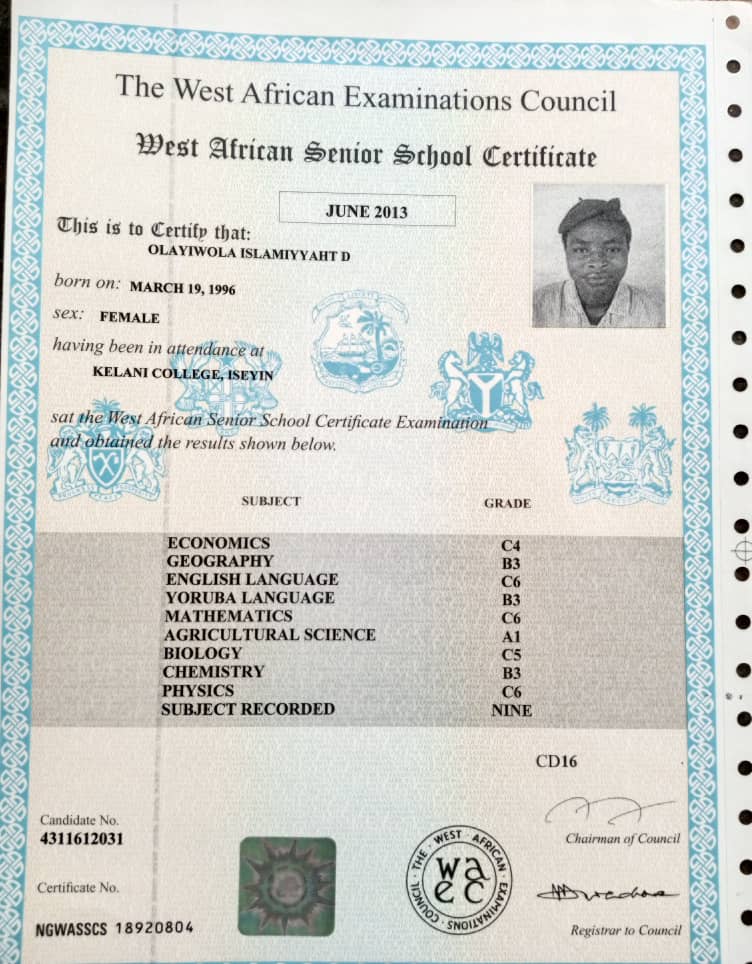 The West African Examinations Council
West African Senior School Certificate
JUNE 2013
This is to Certify that:
OLAYIWOLA ISLAMIYYAHT D
born on: MARCH 19, 1996
sex: FEMALE
having been in attendance at
KELANI COLLEGE, ISEYIN
sat the West African Senior School Certificate Examination
and obtained the results shown below.
SUBJECT GRADE
ECONOMICS C4
GEOGRAPHY B3
ENGLISH LANGUAGE C6
YORUBA LANGUAGE B3
MATHEMATICS C6
AGRICULTURAL SCIENCE A1
BIOLOGY C5
CHEMISTRY B3
PHYSICS C6
SUBJECT RECORDED NINE
CD16
Candidate No.
4311612031
Chairman of Council
THE · WEST · AFRICAN · EXAMINATIONS · COUNCIL ·
waec
Certificate No.
NGWASSCS 18920804
Registrar to Council